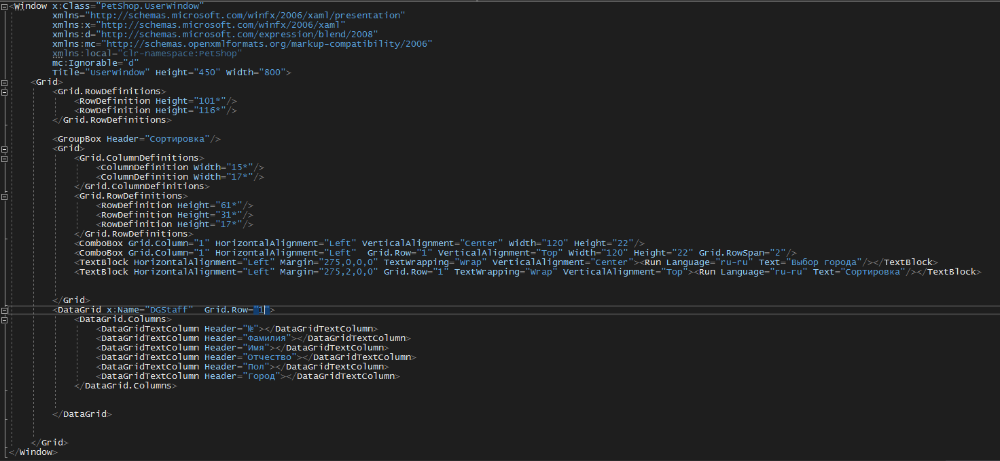 <Window x:Class="PetShop.UserWindow"
xmlns="http://schemas.microsoft.com/winfx/2006/xaml/presentation"
xmlns:x="http://schemas.microsoft.com/winfx/2006/xaml"
xmlns:d="http://schemas.microsoft.com/expression/blend/2008"
xmlns:mc="http://schemas.openxmlformats.org/markup-compatibility/2006"
xmlns:local="clr-namespace:PetShop"
mc:Ignorable="d"
Title="UserWindow" Height="450" Width="800">
<Grid>
<Grid.RowDefinitions>
<RowDefinition Height="101*"/>
<RowDefinition Height="116*"/>
</Grid.RowDefinitions>
<GroupBox Header="Сортировка"/>
<Grid>
<Grid.ColumnDefinitions>
<ColumnDefinition Width="15*"/>
<ColumnDefinition Width="17*"/>
</Grid.ColumnDefinitions>
<Grid.RowDefinitions>
<RowDefinition Height="61*"/>
<RowDefinition Height="31*"/>
<RowDefinition Height="17*"/>
</Grid.RowDefinitions>
<ComboBox Grid.Column="1" HorizontalAlignment="Left" VerticalAlignment="Center" Width="120" Height="22"/>
<ComboBox Grid.Column="1" HorizontalAlignment="Left"  Grid.Row="1" VerticalAlignment="Top" Width="120" Height="22" Grid.RowSpan="2"/>
<TextBlock HorizontalAlignment="Left" Margin="275,0,0,0" TextWrapping="Wrap" VerticalAlignment="Center"><Run Language="ru-ru" Text="Выбор города"/></TextBlock>
<TextBlock HorizontalAlignment="Left" Margin="275,2,0,0" Grid.Row="1" TextWrapping="Wrap" VerticalAlignment="Top"><Run Language="ru-ru" Text="Сортировка"/></TextBlock>
</Grid>
<DataGrid x:Name="DGStaff"  Grid.Row="1">
<DataGrid.Columns>
<DataGridTextColumn Header="№"></DataGridTextColumn>
<DataGridTextColumn Header="Фамилия"></DataGridTextColumn>
<DataGridTextColumn Header="Имя"></DataGridTextColumn>
<DataGridTextColumn Header="Отчество"></DataGridTextColumn>
<DataGridTextColumn Header="Пол"></DataGridTextColumn>
<DataGridTextColumn Header="Город"></DataGridTextColumn>
</DataGrid.Columns>
</DataGrid>
</Grid>
</Window>